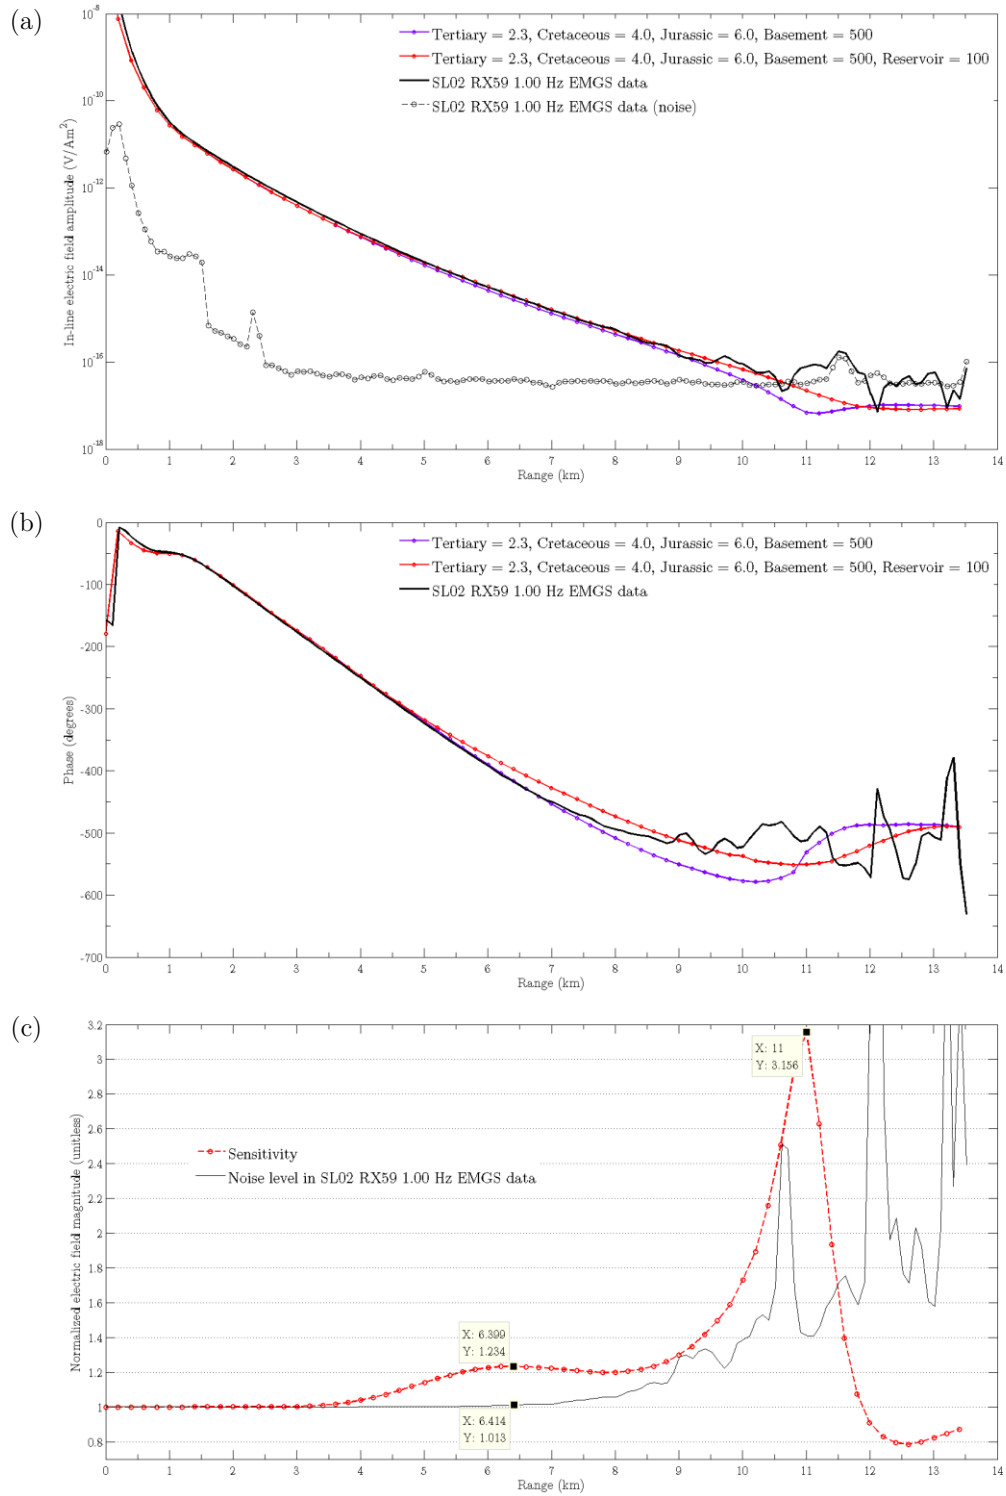 (a)
Tertiary = 2.3, Cretaceous = 4.0, Jurassic = 6.0, Basement = 500
Tertiary = 2.3, Cretaceous = 4.0, Jurassic = 6.0, Basement = 500, Reservoir = 100
SL02 RX59 1.00 Hz EMGS data
SL02 RX59 1.00 Hz EMGS data (noise)
In-line electric field amplitude (V/Am²)
10⁻⁸
10⁻¹⁰
10⁻¹²
10⁻¹⁴
10⁻¹⁶
10⁻¹⁸
0 1 2 3 4 5 6 7 8 9 10 11 12 13 14
Range (km)
(b)
Tertiary = 2.3, Cretaceous = 4.0, Jurassic = 6.0, Basement = 500
Tertiary = 2.3, Cretaceous = 4.0, Jurassic = 6.0, Basement = 500, Reservoir = 100
SL02 RX59 1.00 Hz EMGS data
Phase (degrees)
0
-100
-200
-300
-400
-500
-600
-700
0 1 2 3 4 5 6 7 8 9 10 11 12 13 14
Range (km)
(c)
Normalized electric field magnitude (unitless)
3.2
3
2.8
2.6
2.4
2.2
2
1.8
1.6
1.4
1.2
1
0.8
X: 11
Y: 3.156
Sensitivity
Noise level in SL02 RX59 1.00 Hz EMGS data
X: 6.399
Y: 1.234
X: 6.414
Y: 1.013
0 1 2 3 4 5 6 7 8 9 10 11 12 13 14
Range (km)